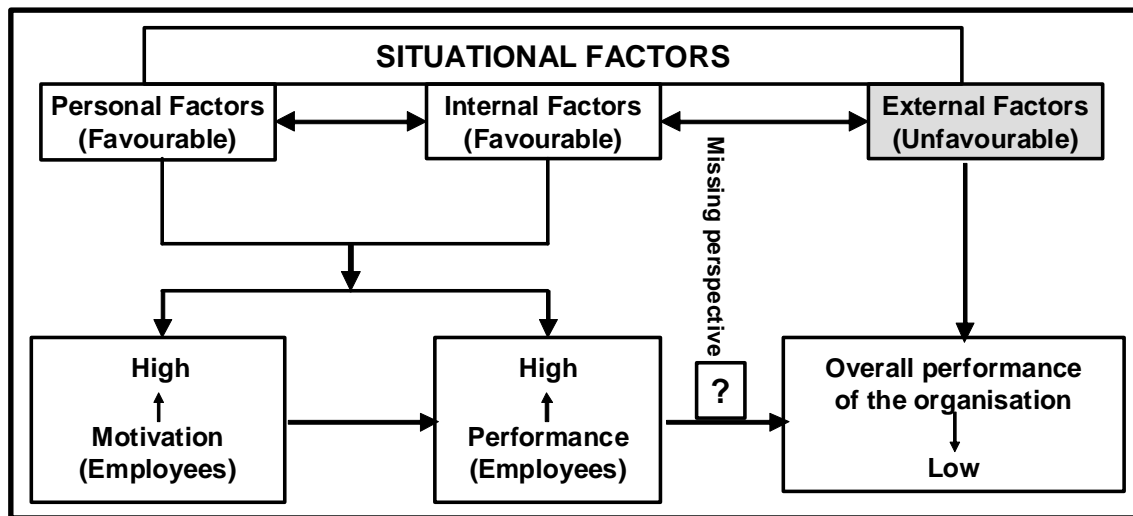 SITUATIONAL FACTORS
Personal Factors
(Favourable)
Internal Factors
(Favourable)
External Factors
(Unfavourable)
Missing perspective
High
Motivation
(Employees)
High
Performance
(Employees)
?
Overall performance
of the organisation
Low